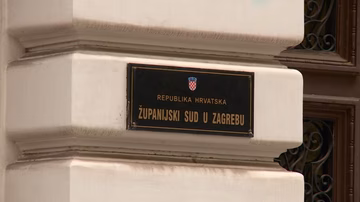 REPUBLIKA HRVATSKA
ŽUPANIJSKI SUD U ZAGREBU